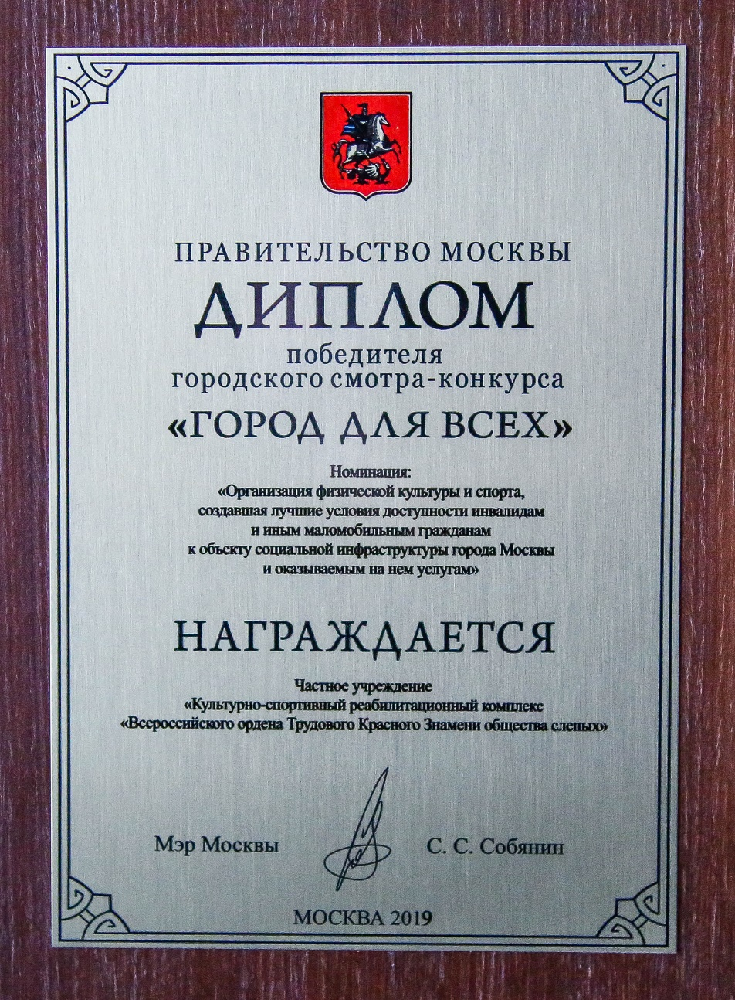 ПРАВИТЕЛЬСТВО МОСКВЫ
ДИПЛОМ
победителя
городского смотра-конкурса
«ГОРОД ДЛЯ ВСЕХ»
Номинация:
«Организация физической культуры и спорта,
создавшая лучшие условия доступности инвалидам
и иным маломобильным гражданам
к объекту социальной инфраструктуры города Москвы
и оказываемым на нем услугам»
НАГРАЖДАЕТСЯ
Частное учреждение
«Культурно-спортивный реабилитационный комплекс
«Всероссийского ордена Трудового Красного Знамени общества слепых»
Мэр Москвы С. С. Собянин
МОСКВА 2019